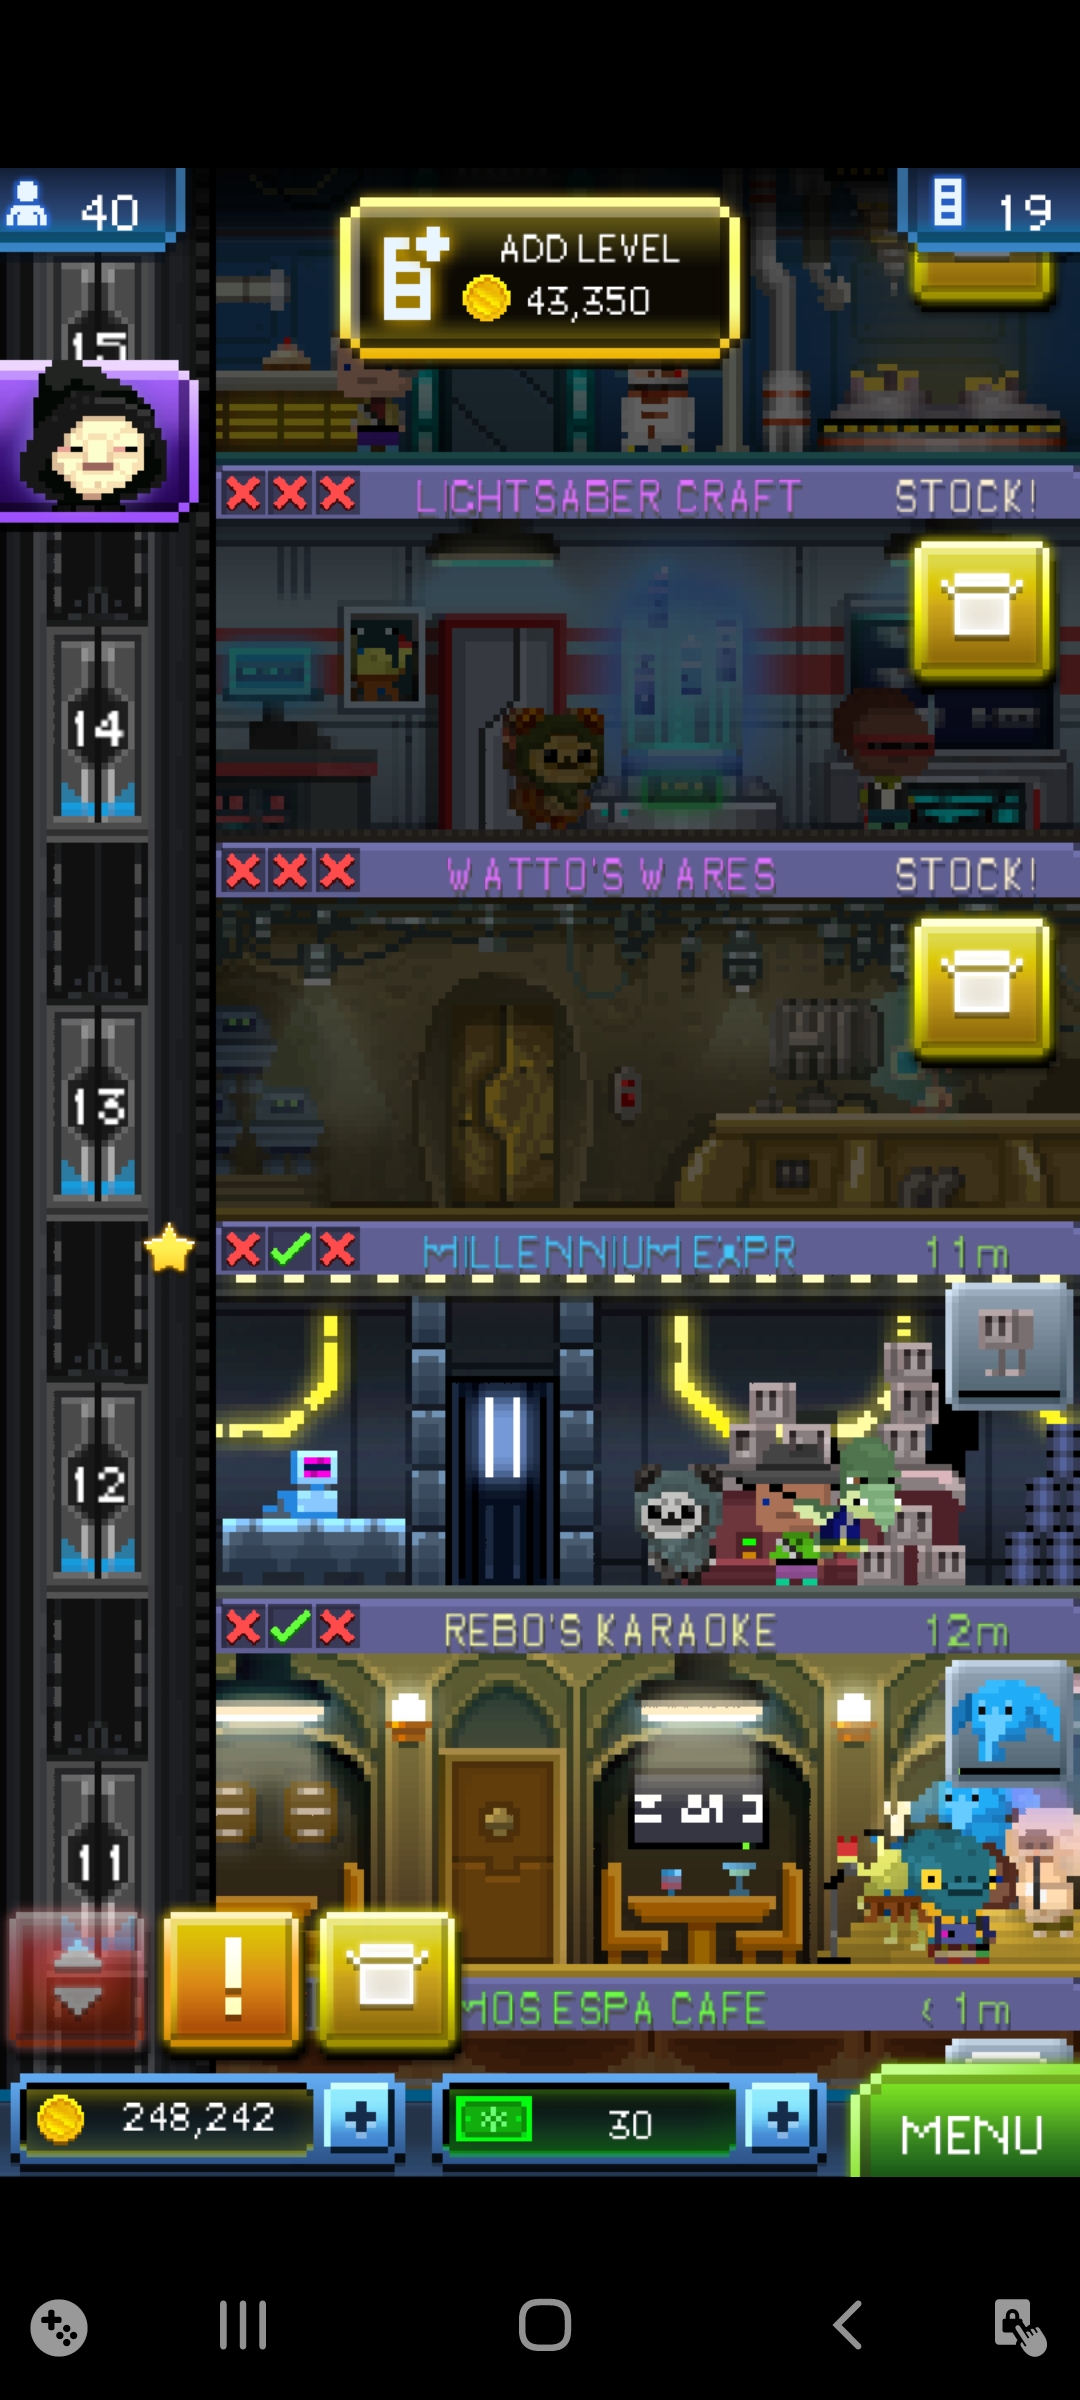 40
ADD LEVEL
43,350
19
15
LIGHTSABER CRAFT STOCK!
14
WATTO'S WARES STOCK!
13
MILLENNIUM EXPR 11m
12
REBO'S KARAOKE 12m
11
!
MOS ESPA CAFE < 1m
248,242 +
30 +
MENU